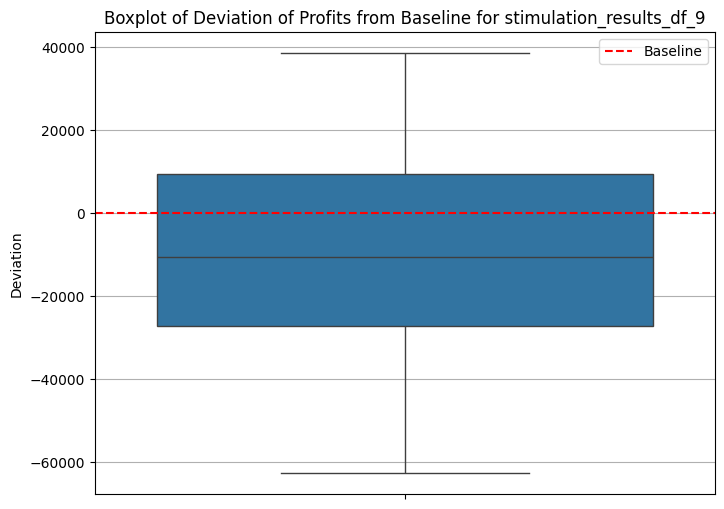 Boxplot of Deviation of Profits from Baseline for stimulation_results_df_9
Baseline
40000
20000
0
−20000
−40000
−60000
Deviation